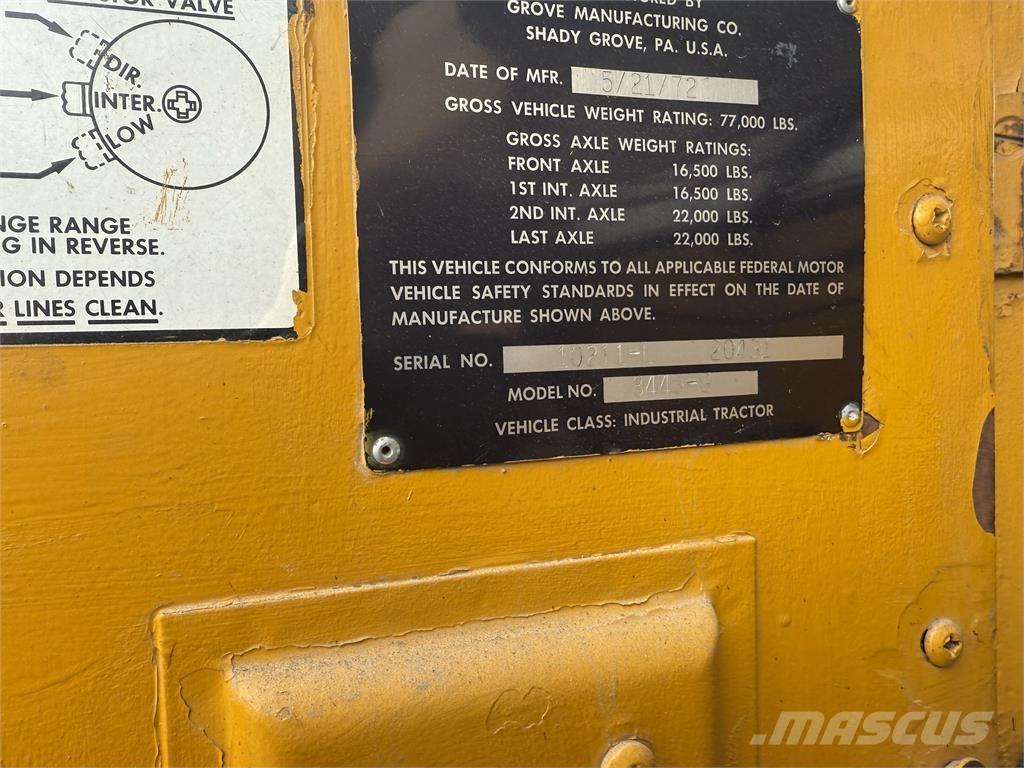 TOR VALVE
DIR.
INTER.
LOW
NGE RANGE
G IN REVERSE.
ION DEPENDS
R LINES CLEAN.
BY
GROVE MANUFACTURING CO.
SHADY GROVE, PA. U.S.A.
DATE OF MFR. 5/21/72
GROSS VEHICLE WEIGHT RATING: 77,000 LBS.
GROSS AXLE WEIGHT RATINGS:
FRONT AXLE 16,500 LBS.
1ST INT. AXLE 16,500 LBS.
2ND INT. AXLE 22,000 LBS.
LAST AXLE 22,000 LBS.
THIS VEHICLE CONFORMS TO ALL APPLICABLE FEDERAL MOTOR
VEHICLE SAFETY STANDARDS IN EFFECT ON THE DATE OF
MANUFACTURE SHOWN ABOVE.
SERIAL NO.
MODEL NO.
VEHICLE CLASS: INDUSTRIAL TRACTOR
MASCUS